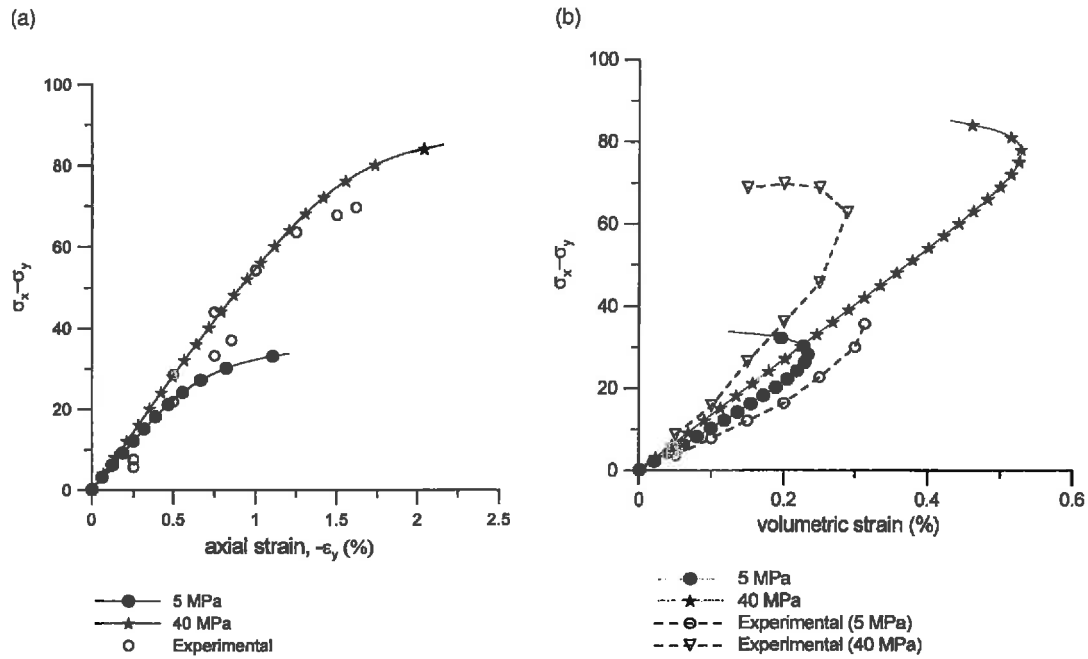 (a)
100
80
60
40
20
0
σx–σy
0 0.5 1 1.5 2 2.5
axial strain, -εy (%)
5 MPa
40 MPa
Experimental
(b)
100
80
60
40
20
0
σx–σy
0 0.2 0.4 0.6
volumetric strain (%)
5 MPa
40 MPa
Experimental (5 MPa)
Experimental (40 MPa)